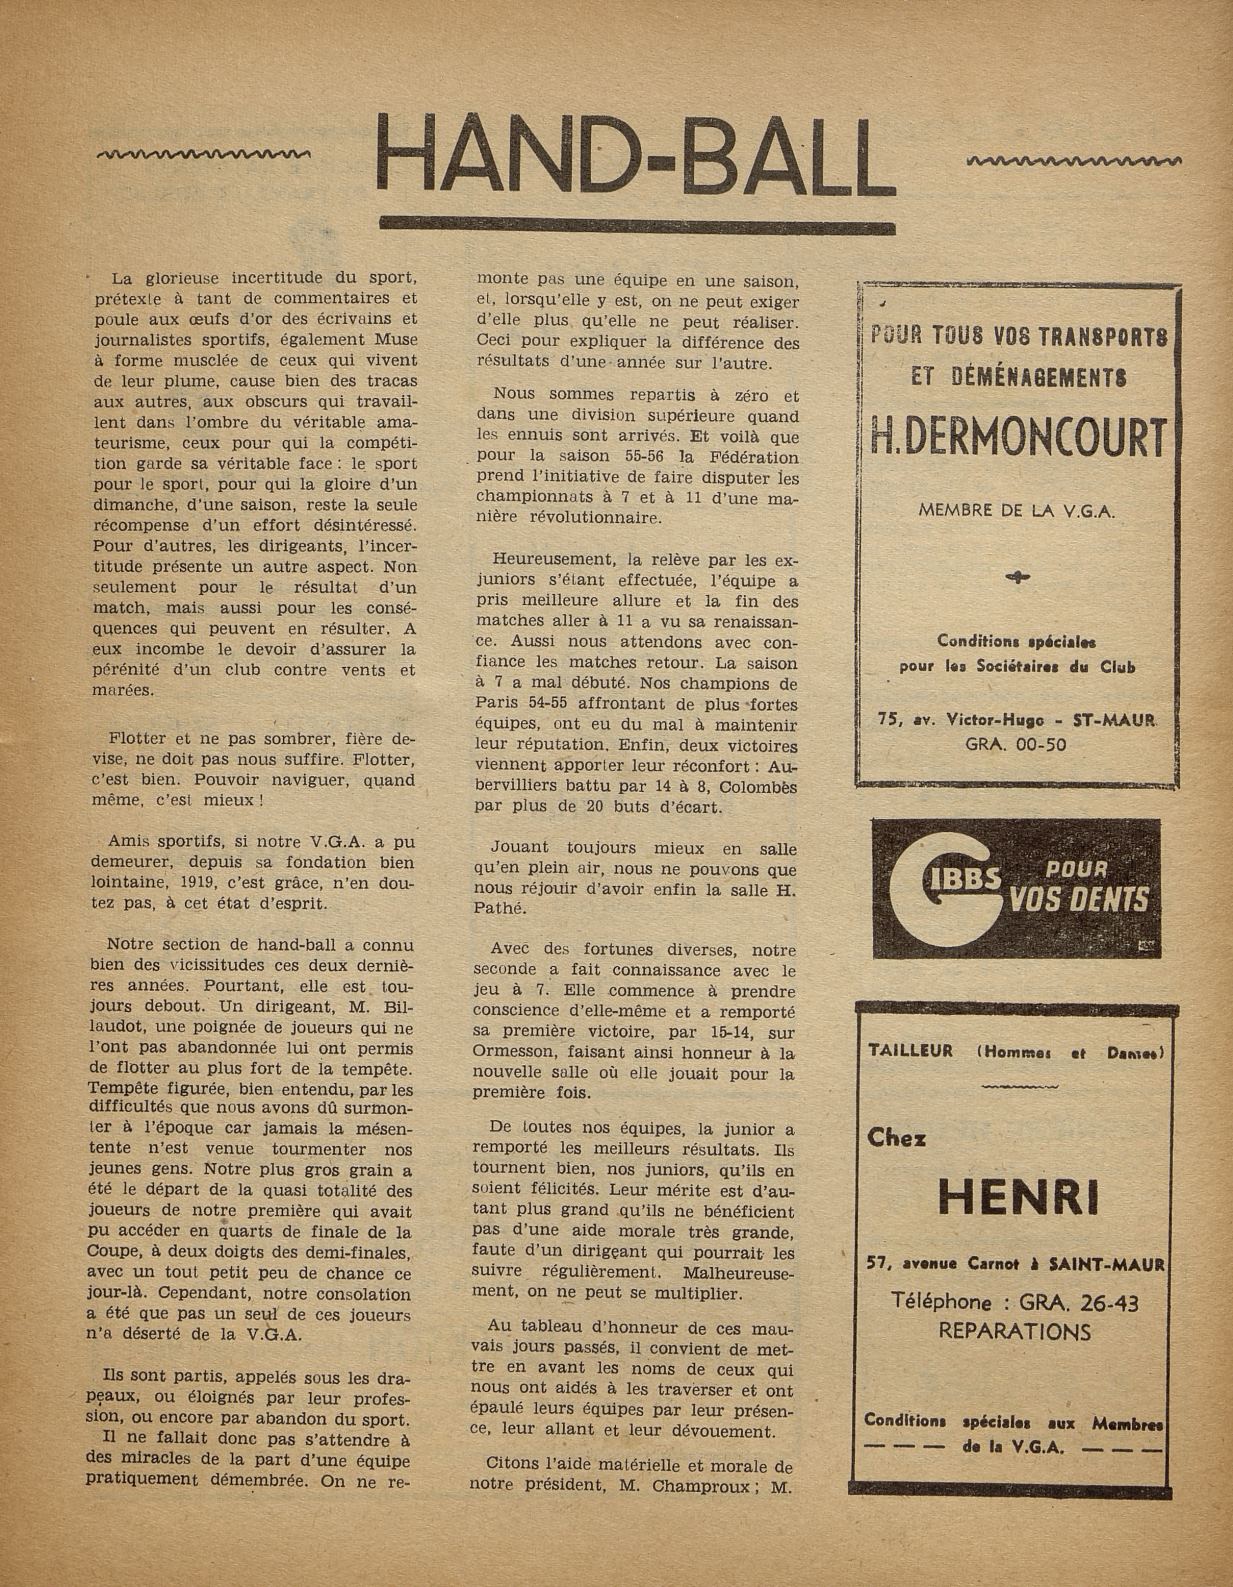 HAND-BALL
La glorieuse incertitude du sport,
prétexte à tant de commentaires et
poule aux œufs d'or des écrivains et
journalistes sportifs, également Muse
à forme musclée de ceux qui vivent
de leur plume, cause bien des tracas
aux autres, aux obscurs qui travail-
lent dans l'ombre du véritable ama-
teurisme, ceux pour qui la compéti-
tion garde sa véritable face : le sport
pour le sport, pour qui la gloire d'un
dimanche, d'une saison, reste la seule
récompense d'un effort désintéressé.
Pour d'autres, les dirigeants, l'incer-
titude présente un autre aspect. Non
seulement pour le résultat d'un
match, mais aussi pour les consé-
quences qui peuvent en résulter. A
eux incombe le devoir d'assurer la
pérénité d'un club contre vents et
marées.
Flotter et ne pas sombrer, fière de-
vise, ne doit pas nous suffire. Flotter,
c'est bien. Pouvoir naviguer, quand
même, c'est mieux !
Amis sportifs, si notre V.G.A. a pu
demeurer, depuis sa fondation bien
lointaine, 1919, c'est grâce, n'en dou-
tez pas, à cet état d'esprit.
Notre section de hand-ball a connu
bien des vicissitudes ces deux derniè-
res années. Pourtant, elle est tou-
jours debout. Un dirigeant, M. Bil-
laudot, une poignée de joueurs qui ne
l'ont pas abandonnée lui ont permis
de flotter au plus fort de la tempête.
Tempête figurée, bien entendu, par les
difficultés que nous avons dû surmon-
ter à l'époque car jamais la mésen-
tente n'est venue tourmenter nos
jeunes gens. Notre plus gros grain a
été le départ de la quasi totalité des
joueurs de notre première qui avait
pu accéder en quarts de finale de la
Coupe, à deux doigts des demi-finales,
avec un tout petit peu de chance ce
jour-là. Cependant, notre consolation
a été que pas un seul de ces joueurs
n'a déserté de la V.G.A.
Ils sont partis, appelés sous les dra-
peaux, ou éloignés par leur profes-
sion, ou encore par abandon du sport.
Il ne fallait donc pas s'attendre à
des miracles de la part d'une équipe
pratiquement démembrée. On ne re-
monte pas une équipe en une saison,
et, lorsqu'elle y est, on ne peut exiger
d'elle plus qu'elle ne peut réaliser.
Ceci pour expliquer la différence des
résultats d'une année sur l'autre.
Nous sommes repartis à zéro et
dans une division supérieure quand
les ennuis sont arrivés. Et voilà que
pour la saison 55-56 la Fédération
prend l'initiative de faire disputer les
championnats à 7 et à 11 d'une ma-
nière révolutionnaire.
Heureusement, la relève par les ex-
juniors s'étant effectuée, l'équipe a
pris meilleure allure et la fin des
matches aller à 11 a vu sa renaissan-
ce. Aussi nous attendons avec con-
fiance les matches retour. La saison
à 7 a mal débuté. Nos champions de
Paris 54-55 affrontant de plus fortes
équipes, ont eu du mal à maintenir
leur réputation. Enfin, deux victoires
viennent apporter leur réconfort : Au-
bervilliers battu par 14 à 8, Colombès
par plus de 20 buts d'écart.
Jouant toujours mieux en salle
qu'en plein air, nous ne pouvons que
nous réjouir d'avoir enfin la salle H.
Pathé.
Avec des fortunes diverses, notre
seconde a fait connaissance avec le
jeu à 7. Elle commence à prendre
conscience d'elle-même et a remporté
sa première victoire, par 15-14, sur
Ormesson, faisant ainsi honneur à la
nouvelle salle où elle jouait pour la
première fois.
De toutes nos équipes, la junior a
remporté les meilleurs résultats. Ils
tournent bien, nos juniors, qu'ils en
soient félicités. Leur mérite est d'au-
tant plus grand qu'ils ne bénéficient
pas d'une aide morale très grande,
faute d'un dirigeant qui pourrait les
suivre régulièrement. Malheureuse-
ment, on ne peut se multiplier.
Au tableau d'honneur de ces mau-
vais jours passés, il convient de met-
tre en avant les noms de ceux qui
nous ont aidés à les traverser et ont
épaulé leurs équipes par leur présen-
ce, leur allant et leur dévouement.
Citons l'aide matérielle et morale de
notre président, M. Champroux ; M.
POUR TOUS VOS TRANSPORTS
ET DÉMÉNAGEMENTS
H. DERMONCOURT
MEMBRE DE LA V.G.A.
Conditions spéciales
pour les Sociétaires du Club
75, av. Victor-Hugo - ST-MAUR
GRA. 00-50
GIBBS POUR
VOS DENTS
TAILLEUR (Hommes et Dames)
Chez
HENRI
57, avenue Carnot à SAINT-MAUR
Téléphone : GRA. 26-43
REPARATIONS
Conditions spéciales aux Membres
— — — de la V.G.A. — — —